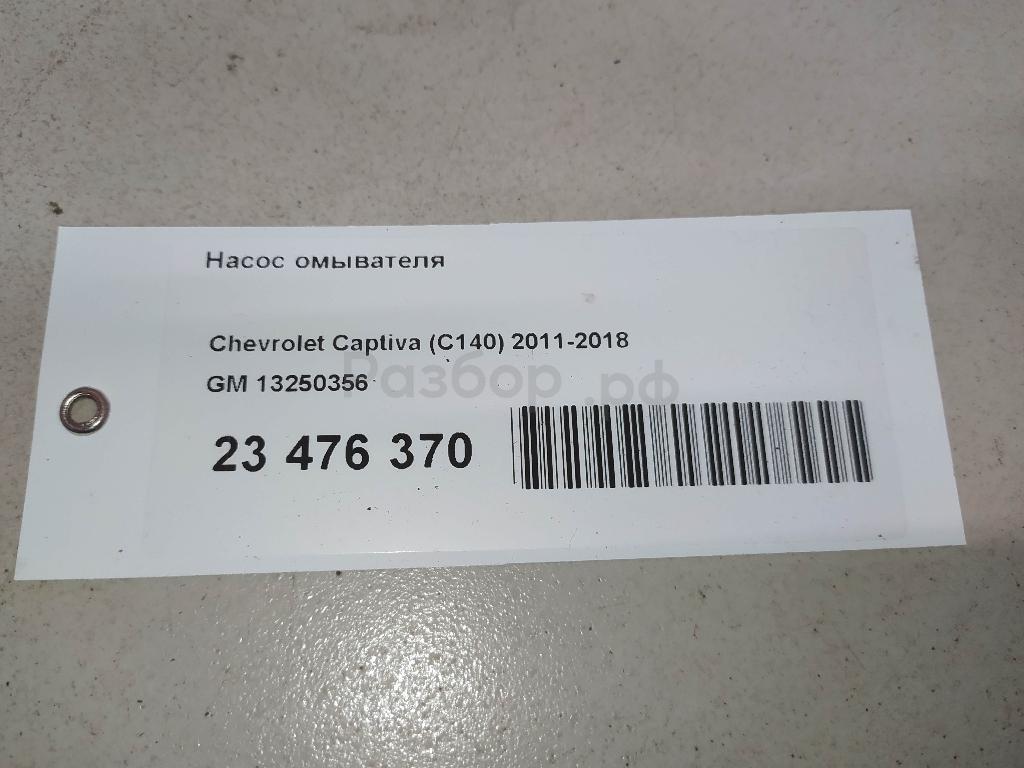 Насос омывателя
Chevrolet Captiva (C140) 2011-2018
GM 13250356
Разбор.рф
23 476 370